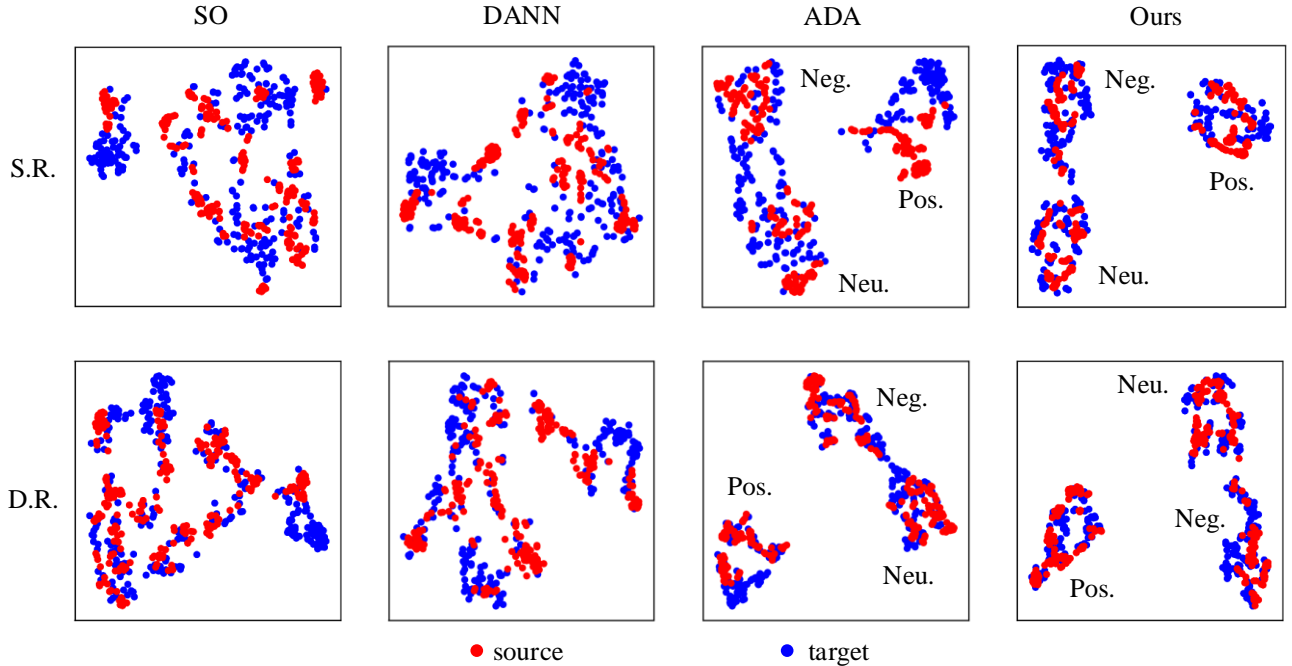 SO DANN ADA Ours
S.R.
Neg.
Pos.
Neu.
Neg.
Pos.
Neu.
D.R.
Neg.
Pos.
Neu.
Neu.
Neg.
Pos.
source target